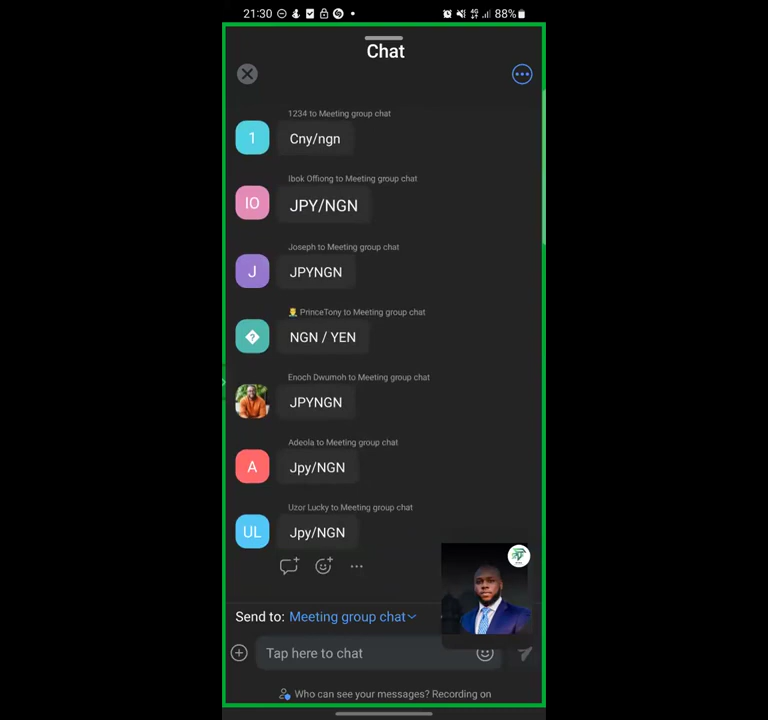 21:30
88%
Chat
1234 to Meeting group chat
1
Cny/ngn
Ibok Offiong to Meeting group chat
IO
JPY/NGN
Joseph to Meeting group chat
J
JPYNGN
PrinceTony to Meeting group chat
NGN / YEN
Enoch Dwumoh to Meeting group chat
JPYNGN
Adeola to Meeting group chat
A
Jpy/NGN
Uzor Lucky to Meeting group chat
UL
Jpy/NGN
Send to: Meeting group chat
Tap here to chat
Who can see your messages? Recording on